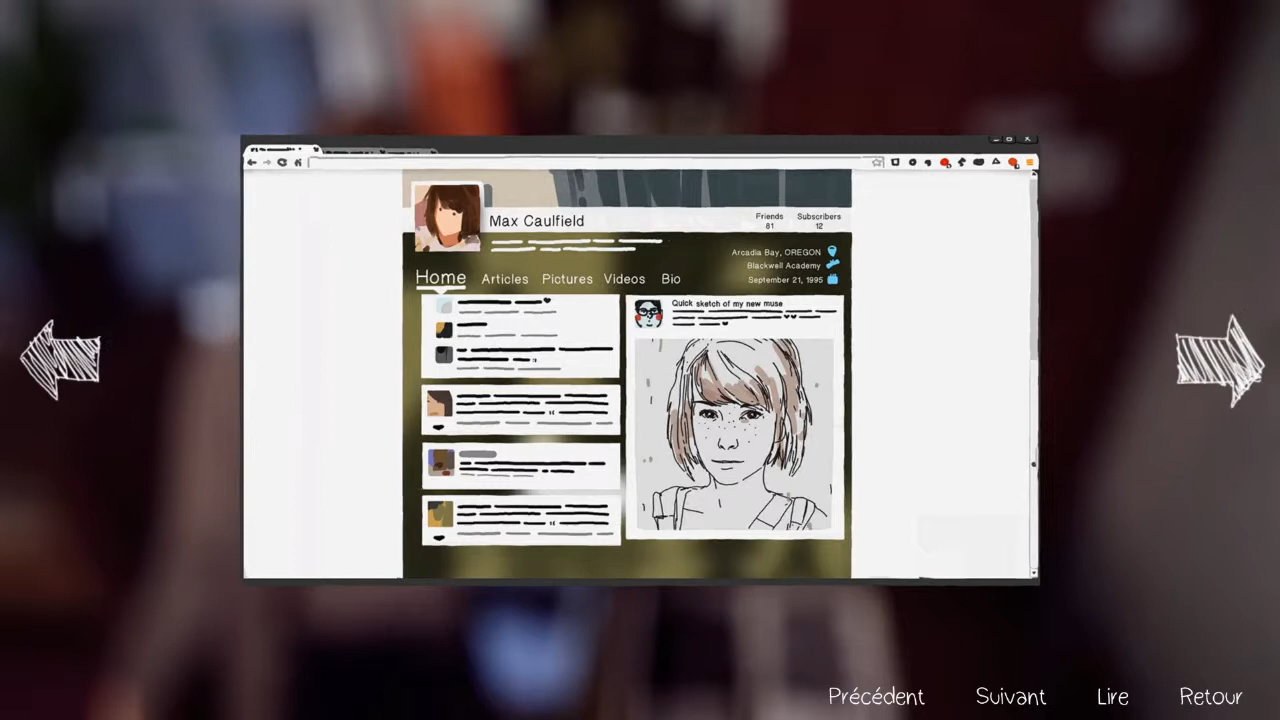 Max Caulfield
Friends
81
Subscribers
12
Arcadia Bay, OREGON
Blackwell Academy
September 21, 1995
Home Articles Pictures Videos Bio
Quick sketch of my new muse
Précédent Suivant Lire Retour